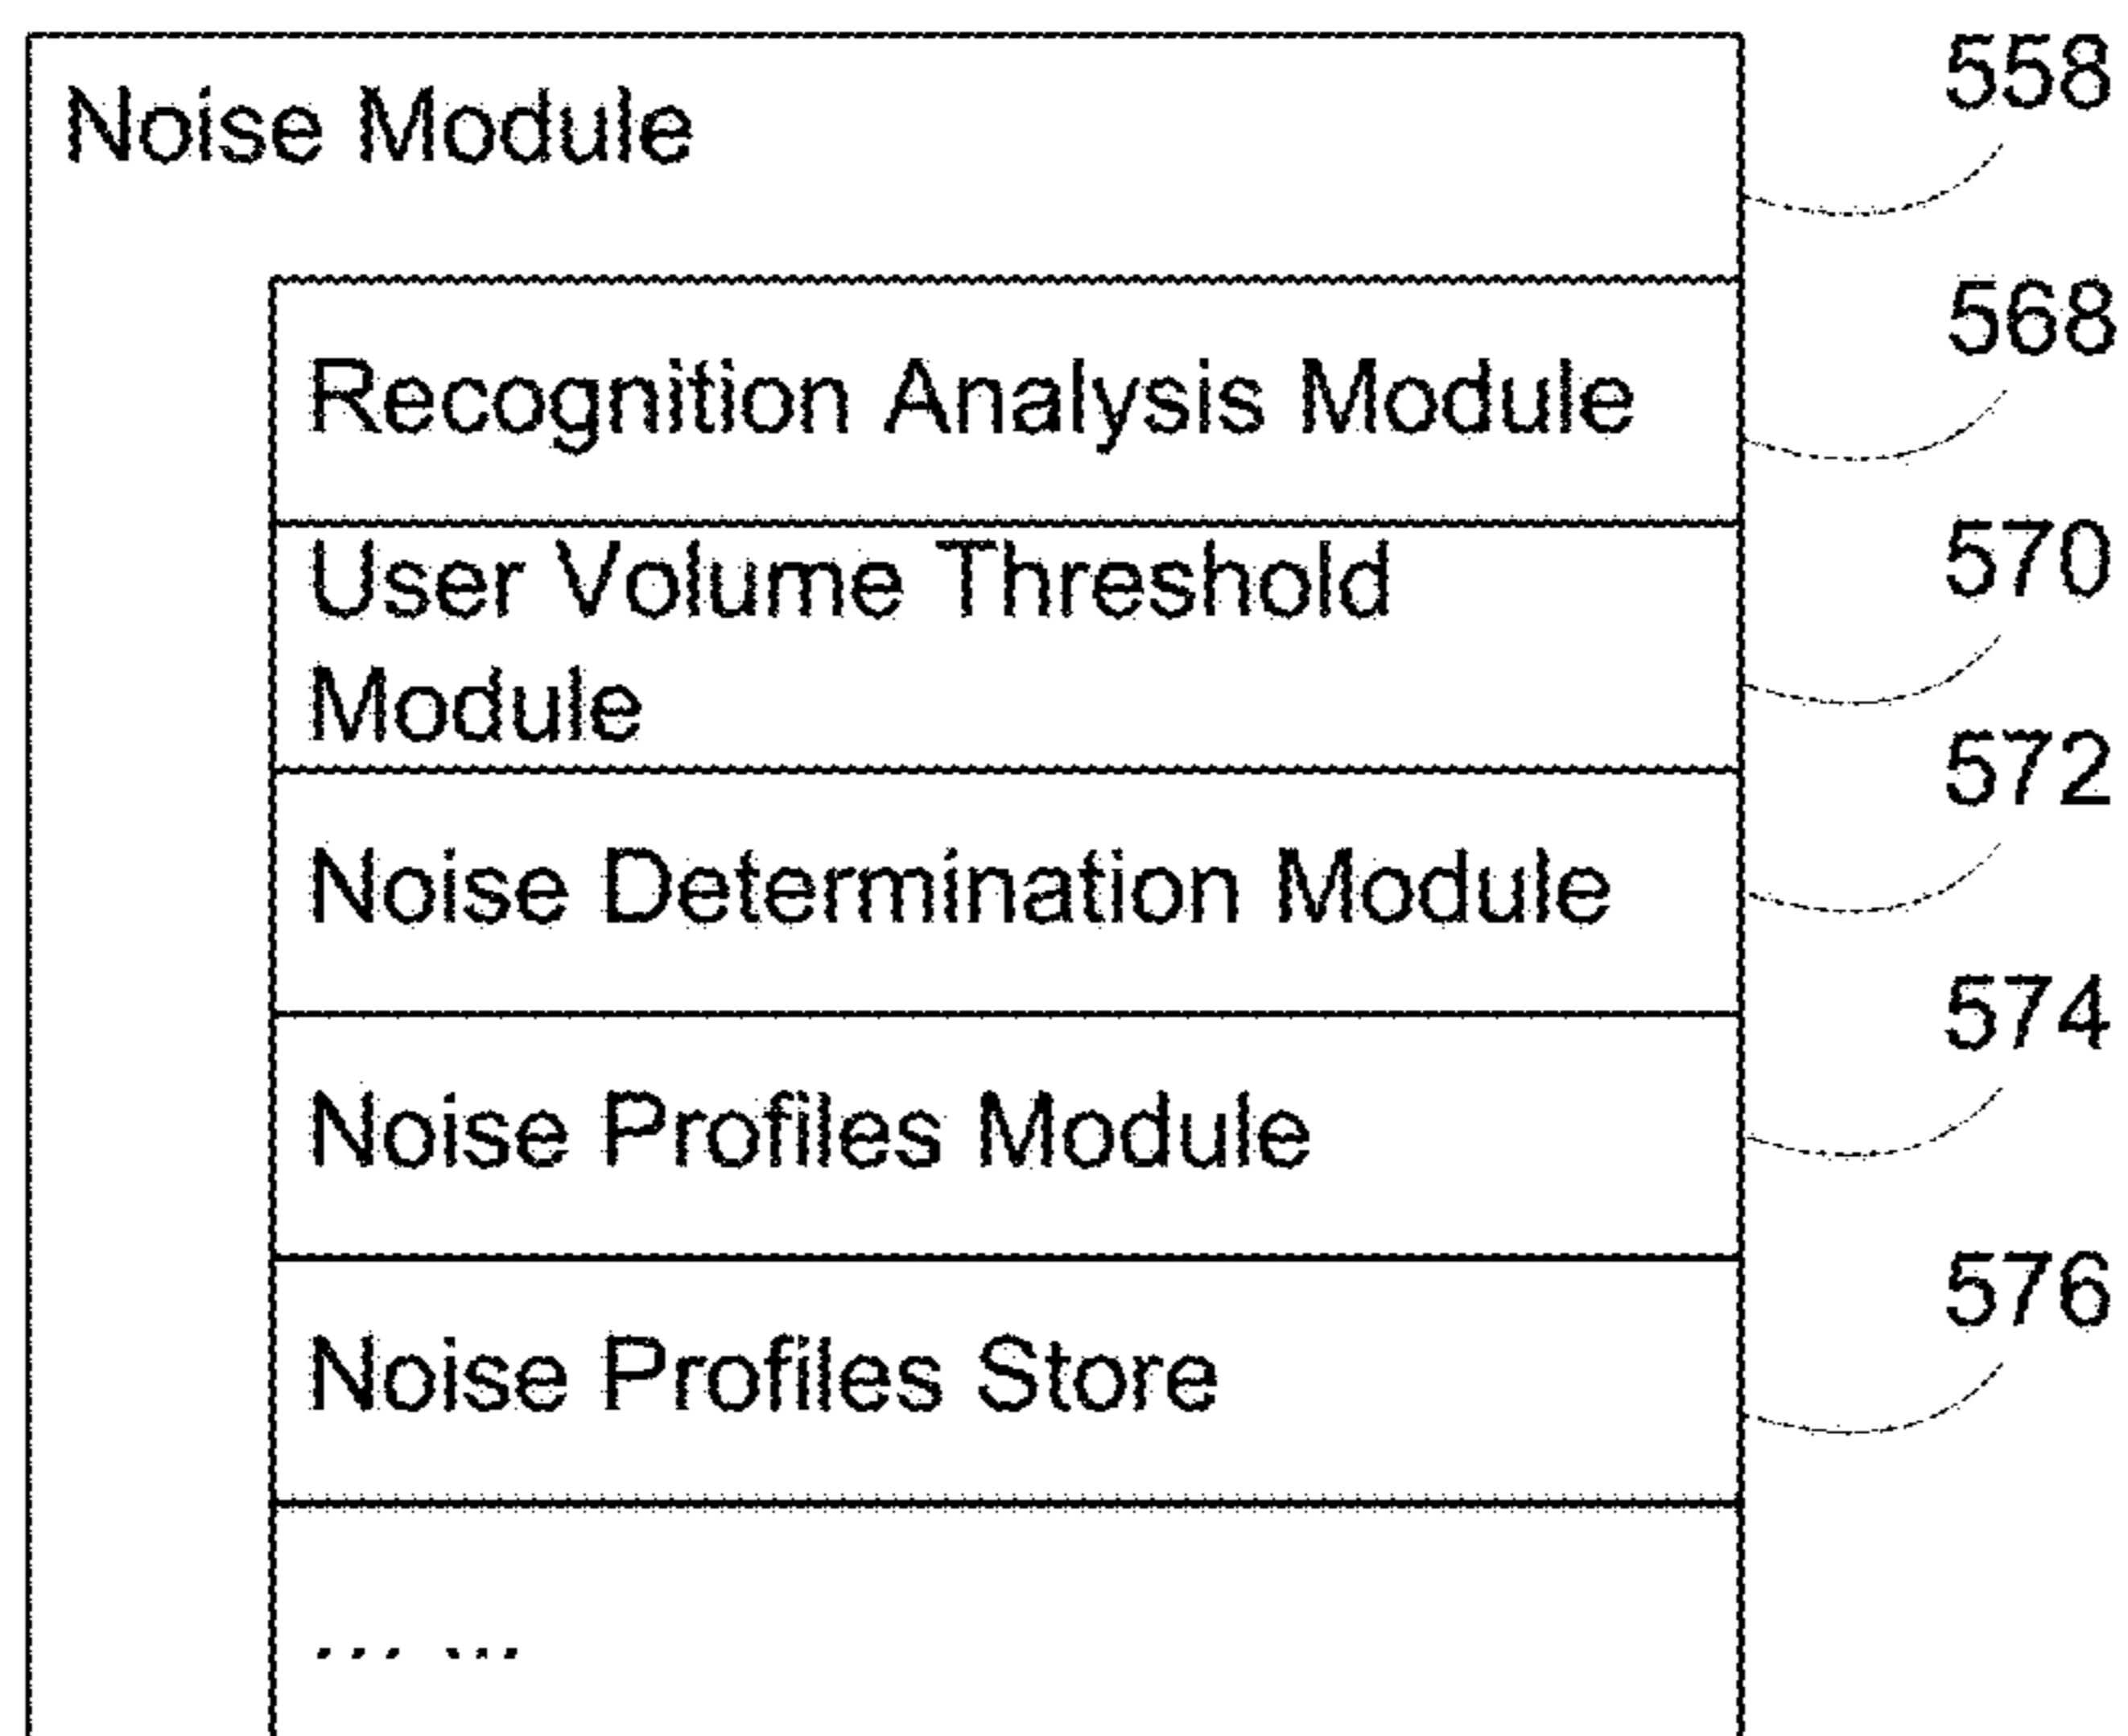 Noise Module
558
Recognition Analysis Module
568
User Volume Threshold
Module
570
Noise Determination Module
572
Noise Profiles Module
574
Noise Profiles Store
576
... ...